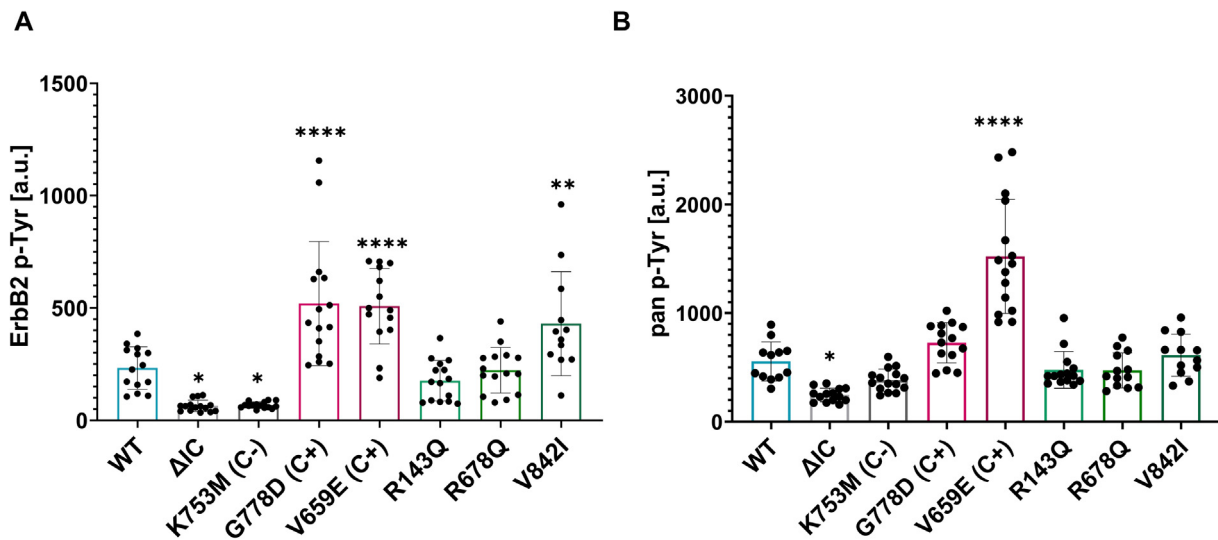 A
ErbB2 p-Tyr [a.u.]
1500
1000
500
0
****
****
**
*
*
WT
ΔIC
K753M (C-)
G778D (C+)
V659E (C+)
R143Q
R678Q
V842I
B
pan p-Tyr [a.u.]
3000
2000
1000
0
****
*
WT
ΔIC
K753M (C-)
G778D (C+)
V659E (C+)
R143Q
R678Q
V842I